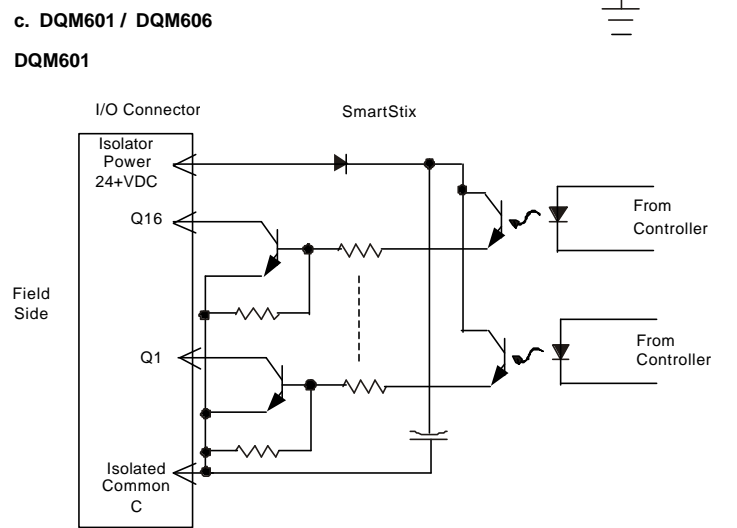 c. DQM601 / DQM606
DQM601
I/O Connector
SmartStix
Isolator
Power
24+VDC
Q16
From
Controller
Field
Side
Q1
From
Controller
Isolated
Common
C